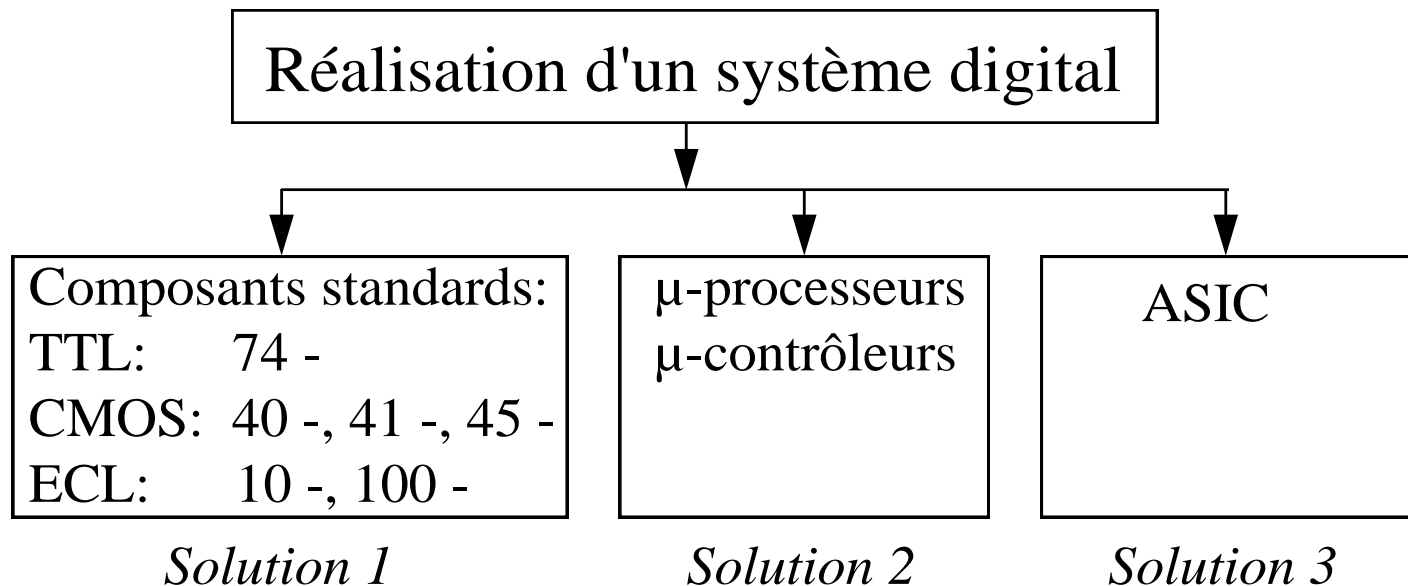 Réalisation d'un système digital
Composants standards:
TTL: 74 -
CMOS: 40 -, 41 -, 45 -
ECL: 10 -, 100 -
Solution 1
µ-processeurs
µ-contrôleurs
Solution 2
ASIC
Solution 3